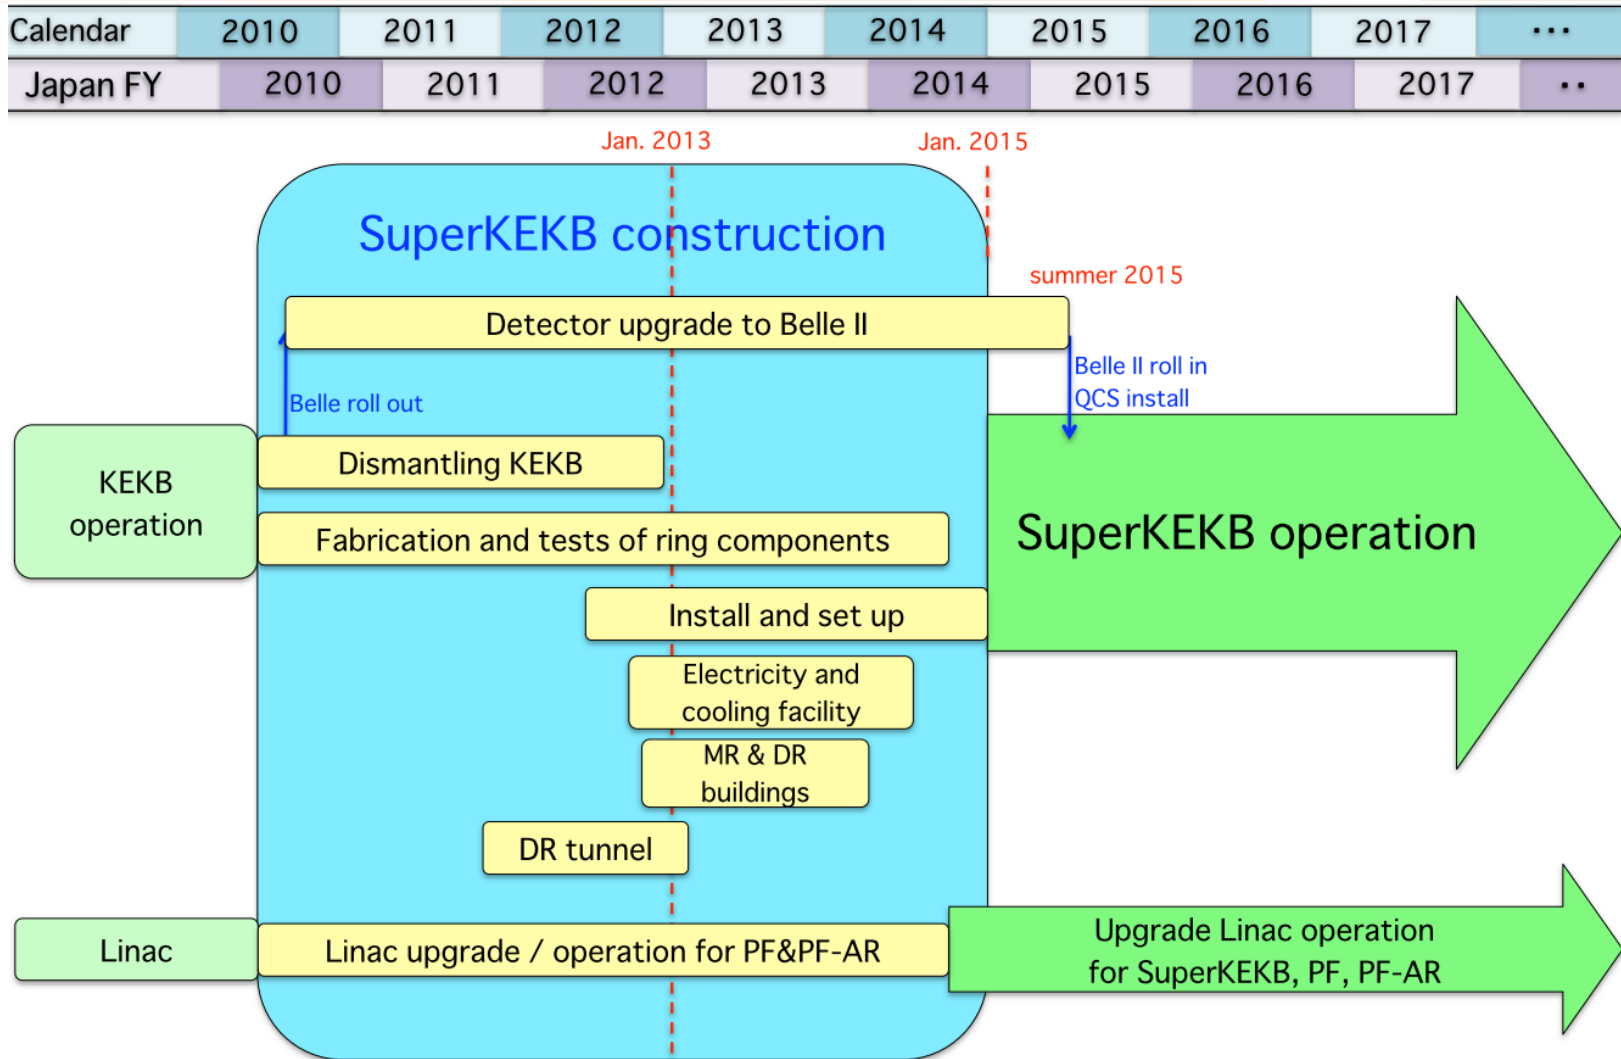 Calendar 2010 2011 2012 2013 2014 2015 2016 2017 ...
Japan FY 2010 2011 2012 2013 2014 2015 2016 2017 ..
Jan. 2013 Jan. 2015
SuperKEKB construction
summer 2015
Detector upgrade to Belle II
Belle II roll in
QCS install
Belle roll out
Dismantling KEKB
KEKB
operation
Fabrication and tests of ring components
SuperKEKB operation
Install and set up
Electricity and
cooling facility
MR & DR
buildings
DR tunnel
Linac
Linac upgrade / operation for PF&PF-AR
Upgrade Linac operation
for SuperKEKB, PF, PF-AR